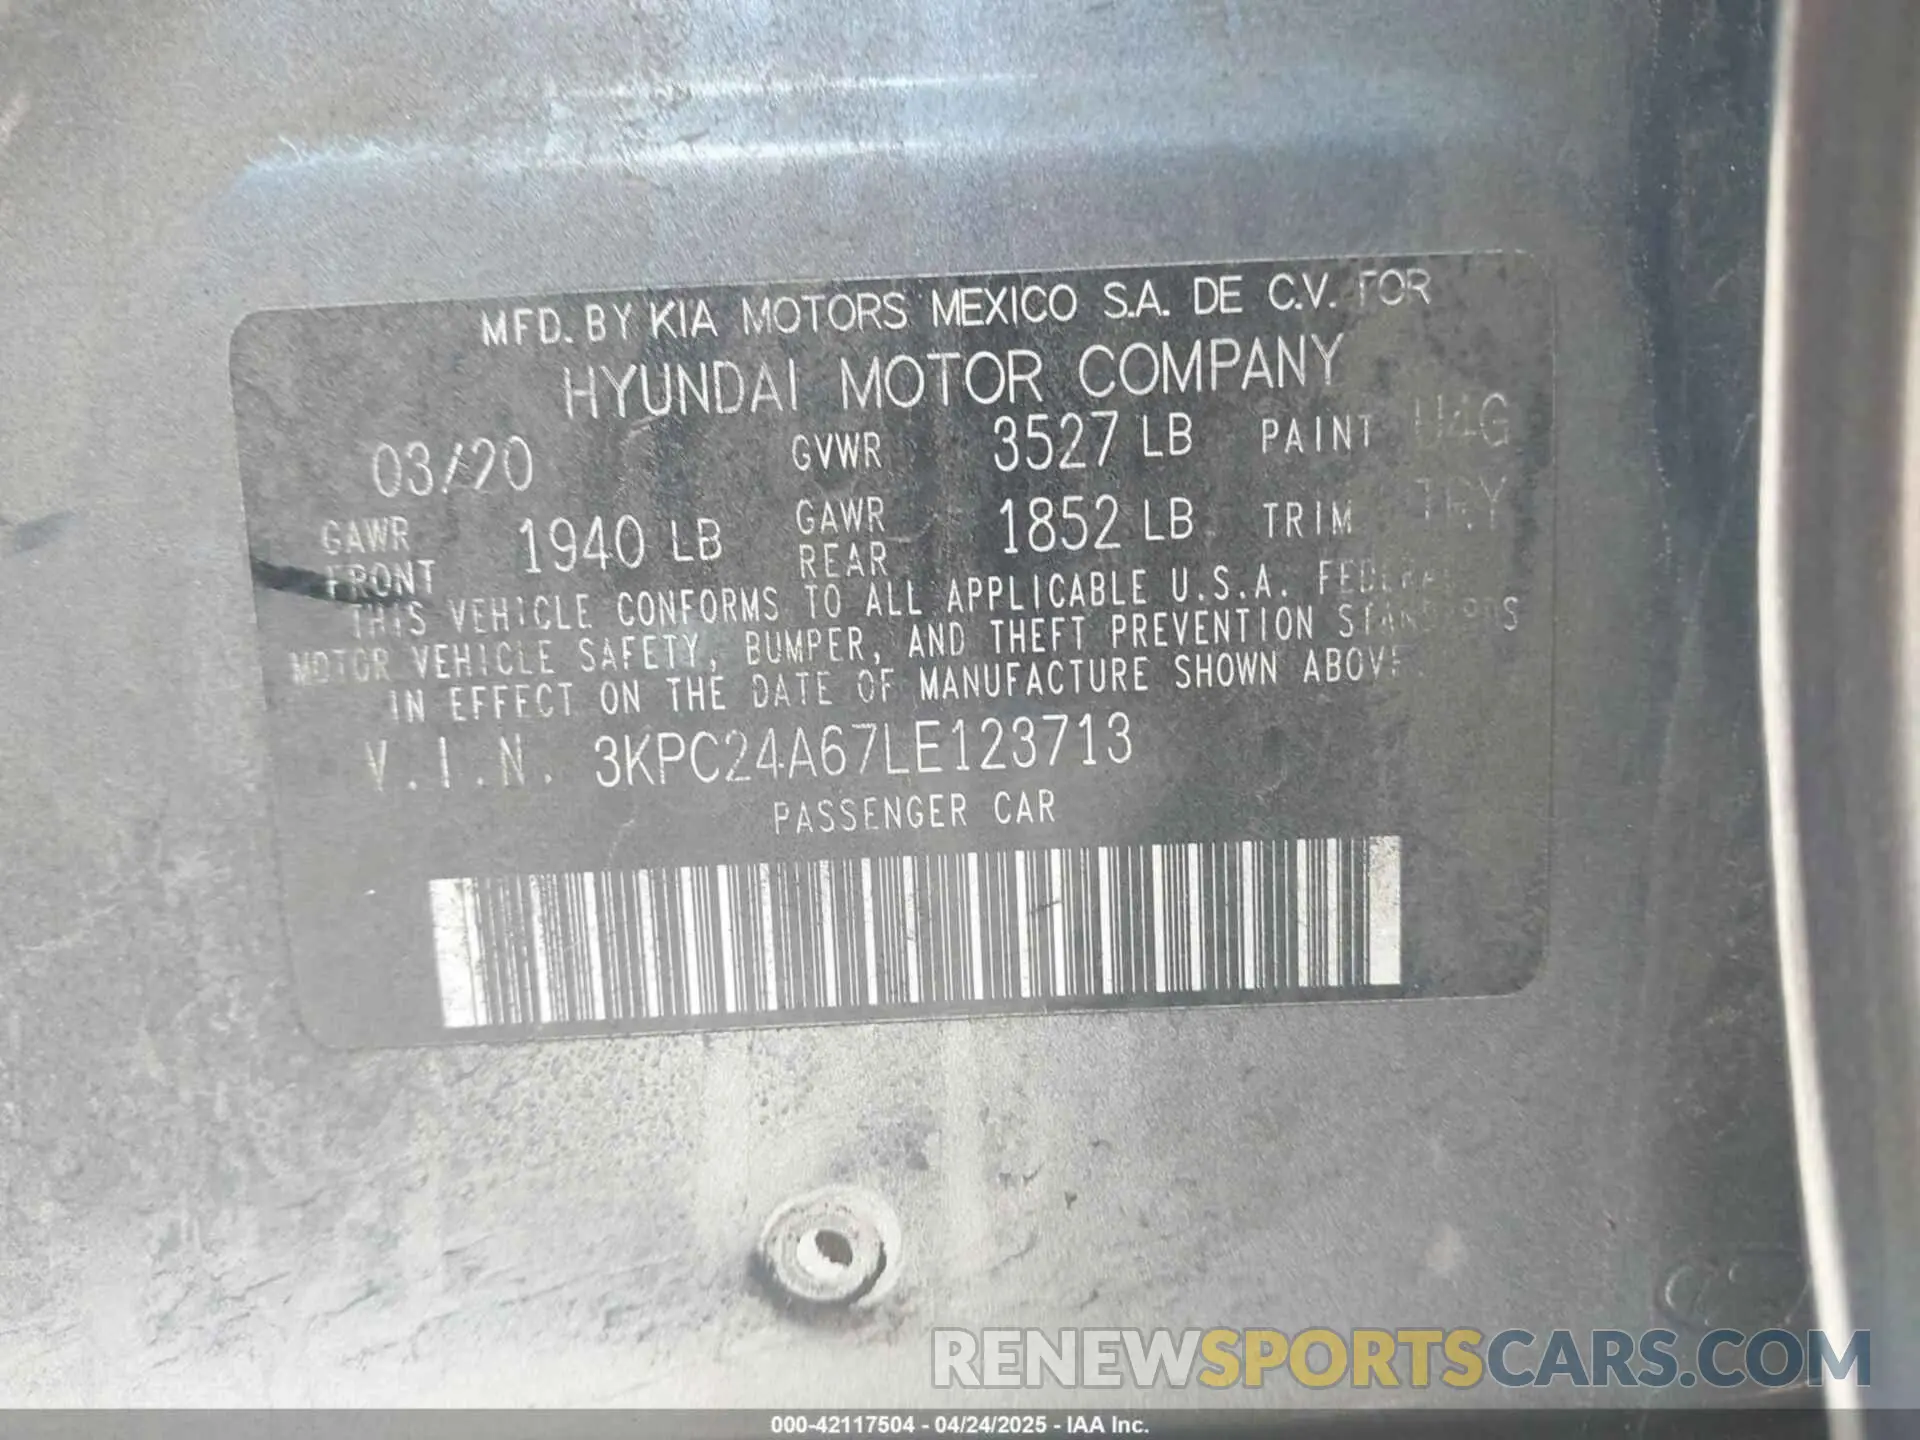 MFD. BY KIA MOTORS MEXICO S.A. DE C.V. FOR
HYUNDAI MOTOR COMPANY
03/20 GVWR 3527 LB PAINT U4G
GAWR FRONT 1940 LB GAWR REAR 1852 LB TRIM
THIS VEHICLE CONFORMS TO ALL APPLICABLE U.S.A. FEDERAL
MOTOR VEHICLE SAFETY, BUMPER, AND THEFT PREVENTION STANDARDS
IN EFFECT ON THE DATE OF MANUFACTURE SHOWN ABOVE.
V.I.N. 3KPC24A67LE123713
PASSENGER CAR
RENEWSPORTSCARS.COM
000-42117504 - 04/24/2025 - IAA Inc.